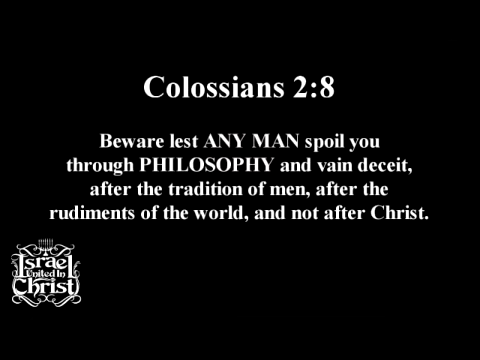 Colossians 2:8
Beware lest ANY MAN spoil you
through PHILOSOPHY and vain deceit,
after the tradition of men, after the
rudiments of the world, and not after Christ.
Israel
United In
Christ